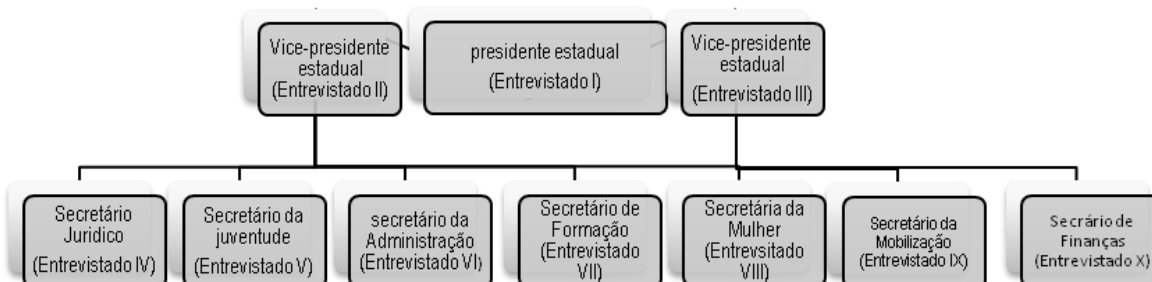 Vice-presidente
estadual
(Entrevistado II)
presidente estadual
(Entrevistado I)
Vice-presidente
estadual
(Entrevistado III)
Secretário
Juridico
(Entrevistado IV)
Secretário da
juventude
(Entrevistado V)
secretário da
Administração
(Entrevistado VI)
Secretário de
Formação
(Entrevistado
VII)
Secretária da
Mulher
(Entrevsitado
VIII)
Secretário da
Mobilização
(Entrevistado IX)
Secrário de
Finanças
(Entrevistado X)